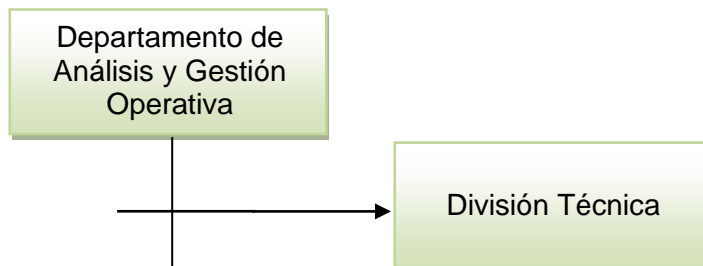 Departamento de
Análisis y Gestión
Operativa
División Técnica